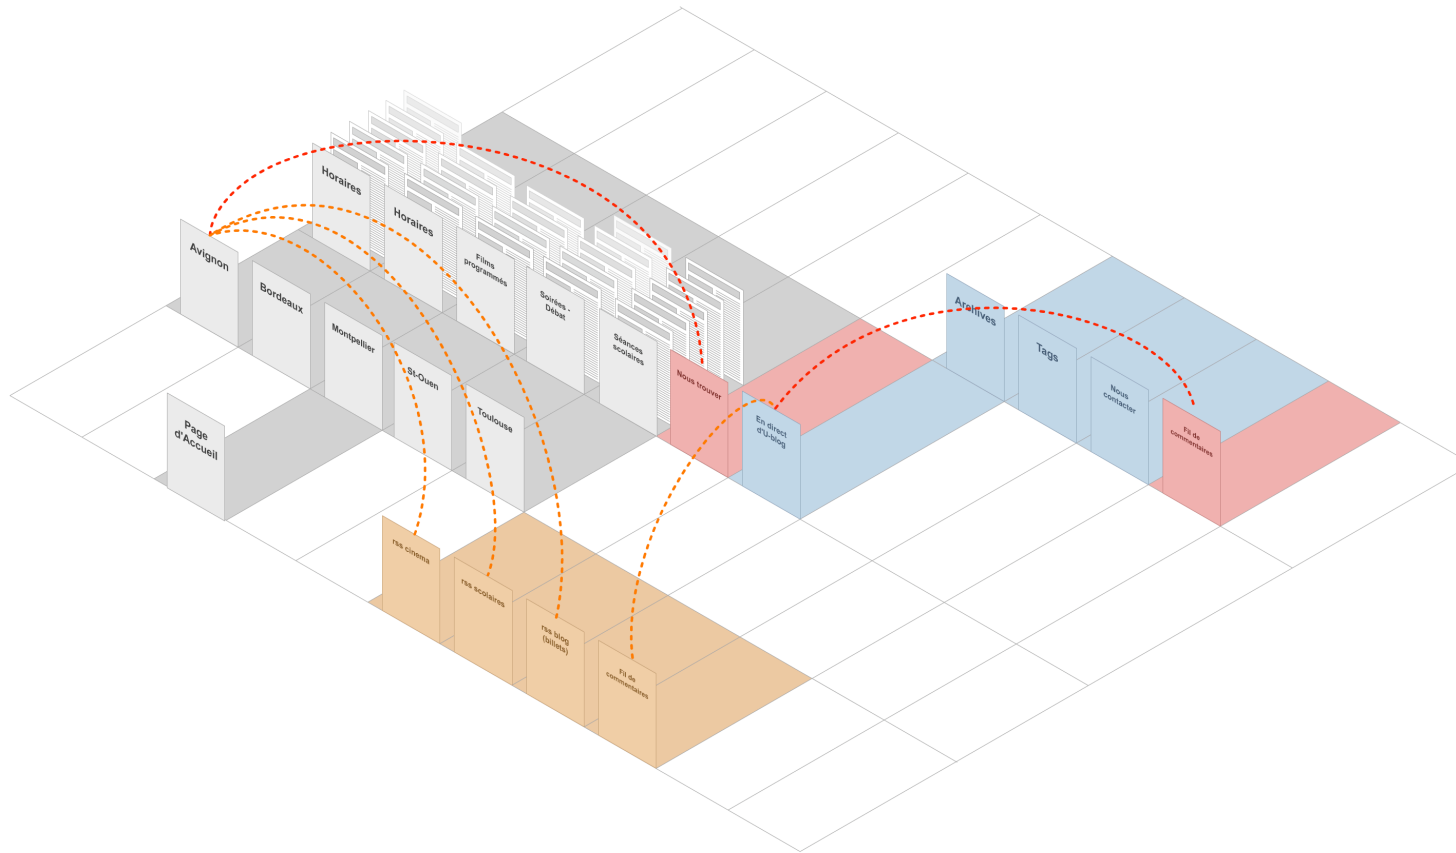 Horaires
Horaires
Films
programmés
Soirées -
Débat
Séances
scolaires
Nous trouver
En direct
d'U-blog
Archives
Tags
Nous
contacter
Fil de
commentaires
Avignon
Bordeaux
Montpellier
St-Ouen
Toulouse
Page
d'Accueil
rss cinema
rss scolaires
rss blog
(billets)
Fil de
commentaires